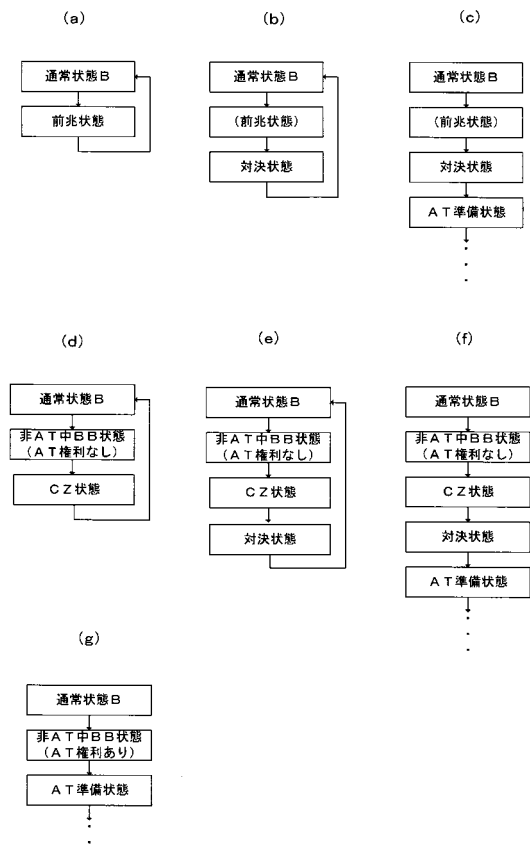 (a)
通常状態B
前兆状態
(b)
通常状態B
(前兆状態)
対決状態
(c)
通常状態B
(前兆状態)
対決状態
AT準備状態
(d)
通常状態B
非AT中BB状態
(AT権利なし)
CZ状態
(e)
通常状態B
非AT中BB状態
(AT権利なし)
CZ状態
対決状態
(f)
通常状態B
非AT中BB状態
(AT権利なし)
CZ状態
対決状態
AT準備状態
(g)
通常状態B
非AT中BB状態
(AT権利あり)
AT準備状態